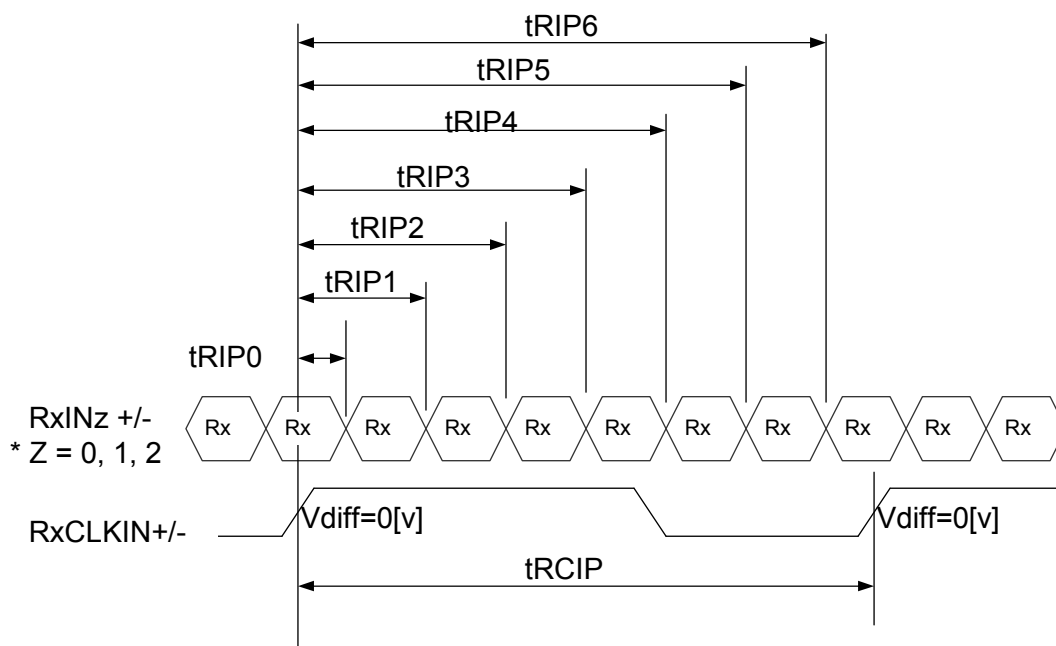 tRIP6
tRIP5
tRIP4
tRIP3
tRIP2
tRIP1
tRIP0
RxINz +/-
* Z = 0, 1, 2
Rx Rx Rx Rx Rx Rx Rx Rx Rx Rx Rx
RxCLKIN+/-
Vdiff=0[v] Vdiff=0[v]
tRCIP